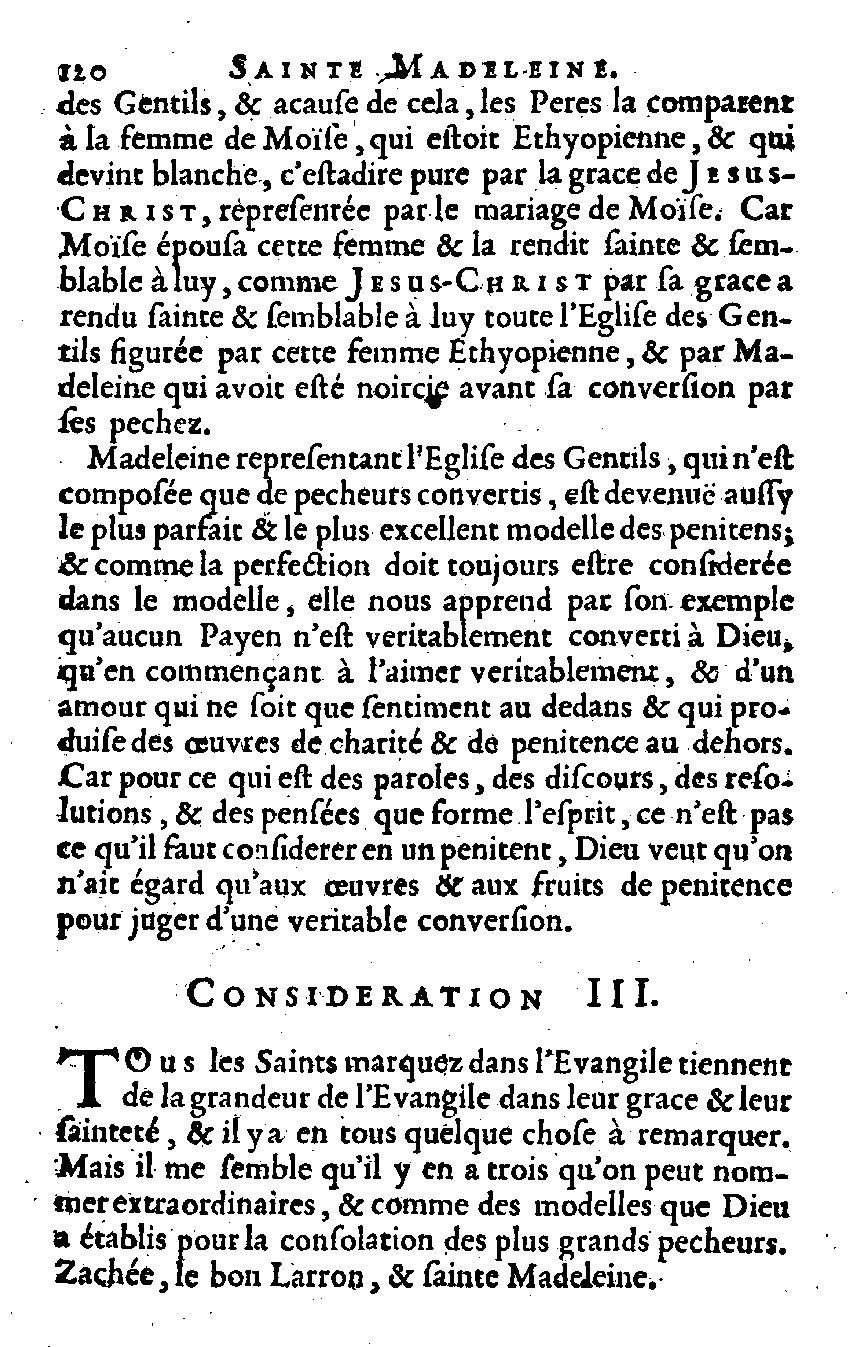 120 SAINTE MADELEINE.
des Gentils, & acauſe de cela, les Peres la comparent
à la femme de Moïſe, qui eſtoit Ethyopienne, & qui
devint blanche, c'eſtadire pure par la grace de JESUS-
CHRIST, repreſentée par le mariage de Moïſe. Car
Moïſe épouſa cette femme & la rendit ſainte & ſem-
blable à luy, comme JESUS-CHRIST par ſa grace a
rendu ſainte & ſemblable à luy toute l'Egliſe des Gen-
tils figurée par cette femme Ethyopienne, & par Ma-
deleine qui avoit eſté noircie avant ſa converſion par
ſes pechez.
Madeleine repreſentant l'Egliſe des Gentils, qui n'eſt
compoſée que de pecheurs convertis, eſt devenuë auſſy
le plus parfait & le plus excellent modelle des penitens;
& comme la perfection doit toujours eſtre conſiderée
dans le modelle, elle nous apprend par ſon exemple
qu'aucun Payen n'eſt veritablement converti à Dieu,
qu'en commençant à l'aimer veritablement, & d'un
amour qui ne ſoit que ſentiment au dedans & qui pro-
duiſe des œuvres de charité & de penitence au dehors.
Car pour ce qui eſt des paroles, des diſcours, des reſo-
lutions, & des penſées que forme l'eſprit, ce n'eſt pas
ce qu'il faut conſiderer en un penitent, Dieu veut qu'on
n'ait égard qu'aux œuvres & aux fruits de penitence
pour juger d'une veritable converſion.
CONSIDERATION III.
TOus les Saints marquez dans l'Evangile tiennent
de la grandeur de l'Evangile dans leur grace & leur
ſainteté, & il y a en tous quelque choſe à remarquer.
Mais il me ſemble qu'il y en a trois qu'on peut nom-
mer extraordinaires, & comme des modelles que Dieu
a établis pour la conſolation des plus grands pecheurs.
Zachée, le bon Larron, & ſainte Madeleine.